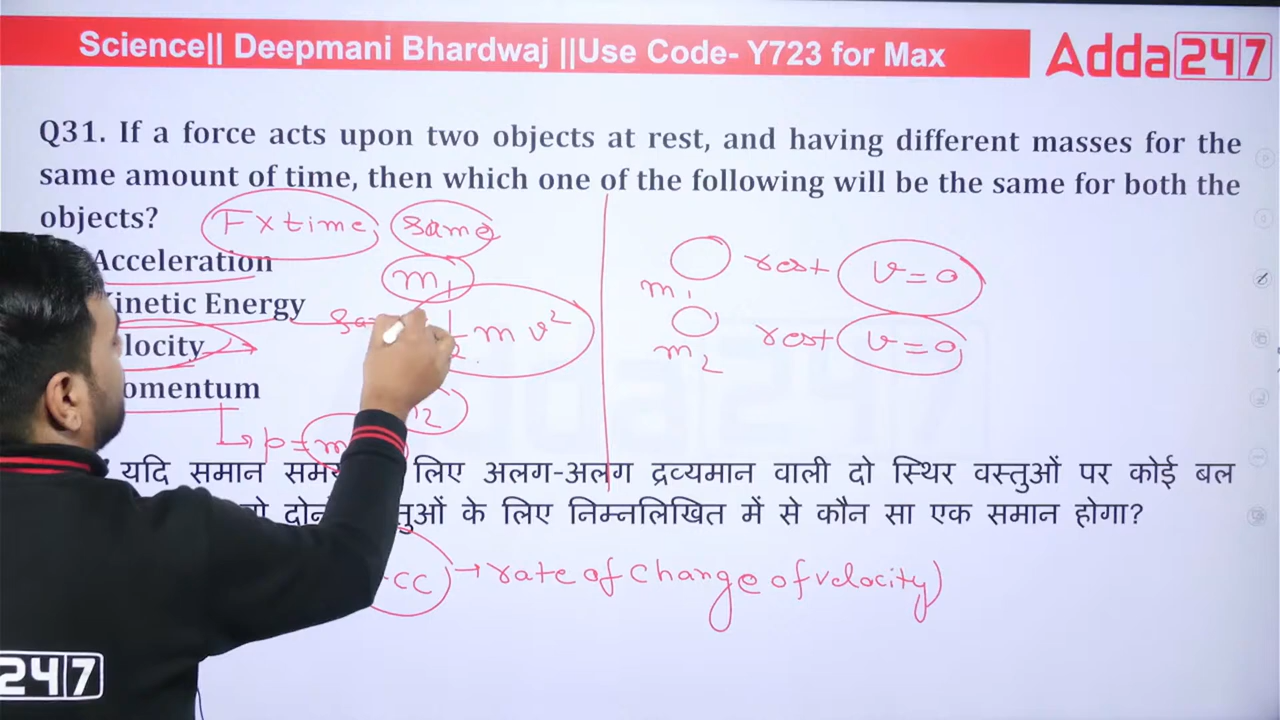 Science|| Deepmani Bhardwaj ||Use Code- Y723 for Max
Adda247
Q31. If a force acts upon two objects at rest, and having different masses for the
same amount of time, then which one of the following will be the same for both the
objects?
F x time, same
Acceleration
Kinetic Energy
locity
omentum
m1
1/2 m v²
p = m
m1 rest v=0
m2 rest v=0,
यदि समान लिए अलग-अलग द्रव्यमान वाली दो स्थिर वस्तुओं पर कोई बल
के लिए निम्नलिखित में से कौन सा एक समान होगा?
cc → rate of change of velocity)
247